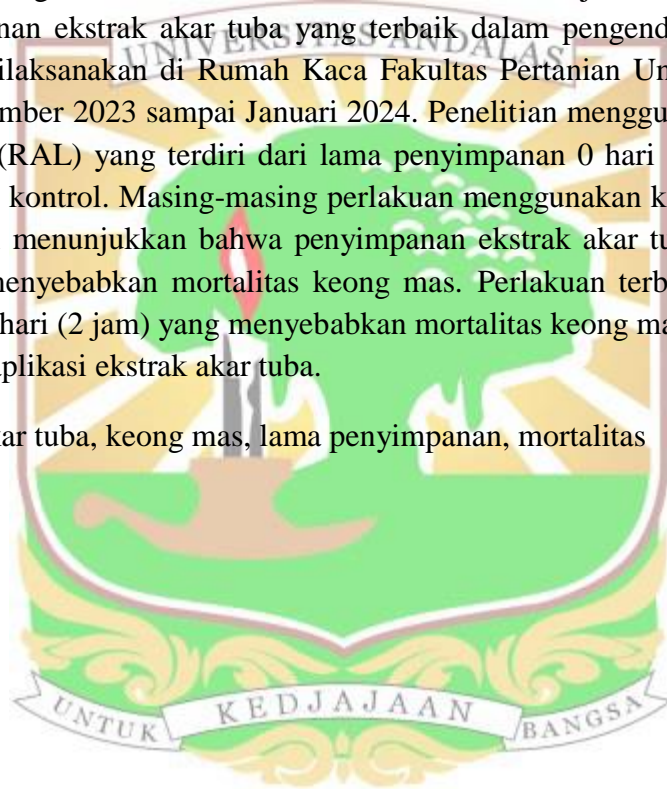 nan ekstrak akar tuba yang terbaik dalam pengend
UNIVERSITAS ANDALAS
ilaksanakan di Rumah Kaca Fakultas Pertanian Un
mber 2023 sampai Januari 2024. Penelitian menggu
(RAL) yang terdiri dari lama penyimpanan 0 hari
kontrol. Masing-masing perlakuan menggunakan k
menunjukkan bahwa penyimpanan ekstrak akar tu
menyebabkan mortalitas keong mas. Perlakuan terb
hari (2 jam) yang menyebabkan mortalitas keong ma
aplikasi ekstrak akar tuba.
kar tuba, keong mas, lama penyimpanan, mortalitas
UNTUK KEDJAJAAN BANGSA